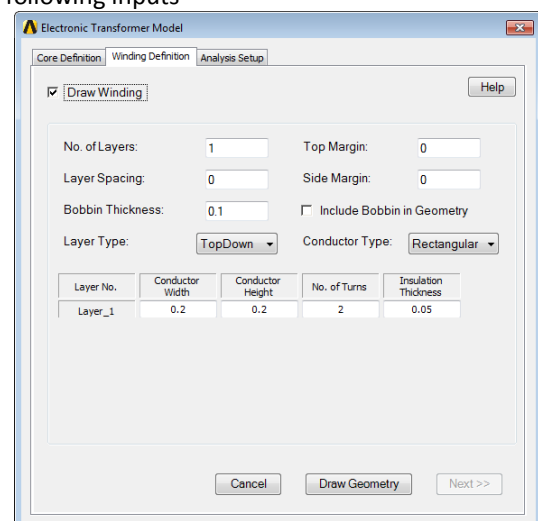 following inputs
Electronic Transformer Model
Core Definition Winding Definition Analysis Setup
Draw Winding Help
No. of Layers: 1 Top Margin: 0
Layer Spacing: 0 Side Margin: 0
Bobbin Thickness: 0.1 Include Bobbin in Geometry
Layer Type: TopDown Conductor Type: Rectangular
Layer No. Conductor Width Conductor Height No. of Turns Insulation Thickness
Layer_1 0.2 0.2 2 0.05
Cancel Draw Geometry Next >>